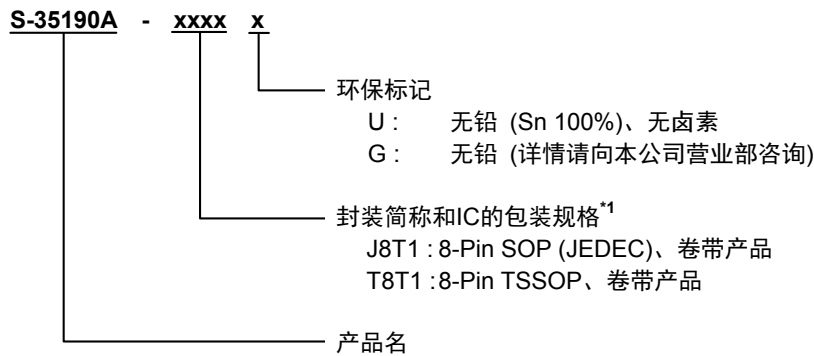 S-35190A - xxxx x
环保标记
U : 无铅 (Sn 100%)、无卤素
G : 无铅 (详情请向本公司营业部咨询)
封装简称和IC的包装规格*1
J8T1 : 8-Pin SOP (JEDEC)、卷带产品
T8T1 : 8-Pin TSSOP、卷带产品
产品名